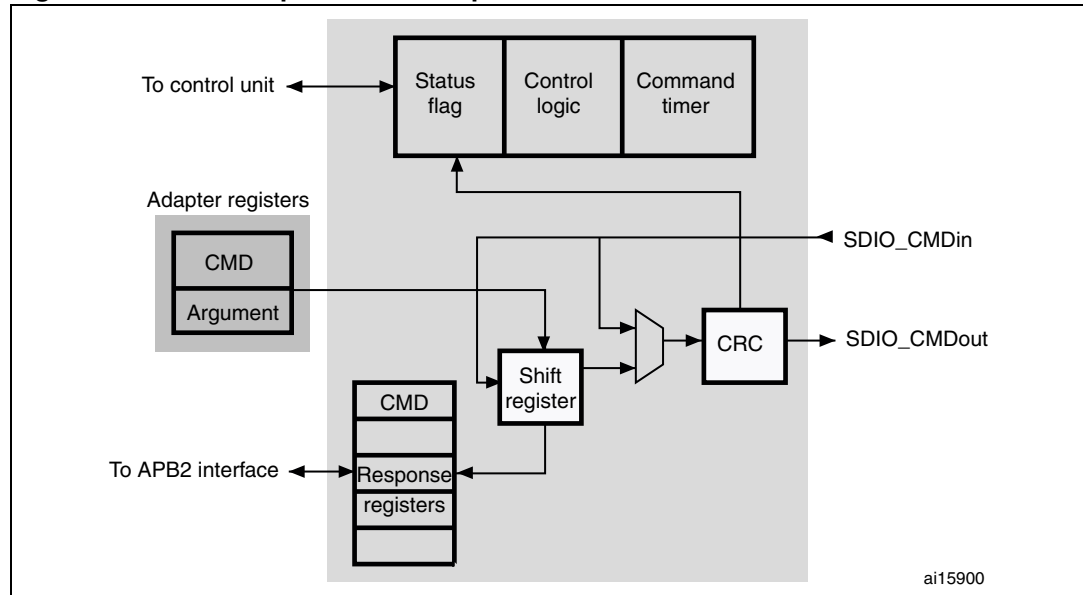 To control unit
Status
flag
Control
logic
Command
timer
Adapter registers
CMD
Argument
SDIO_CMDin
SDIO_CMDout
CRC
Shift
register
CMD
To APB2 interface
Response
registers
ai15900